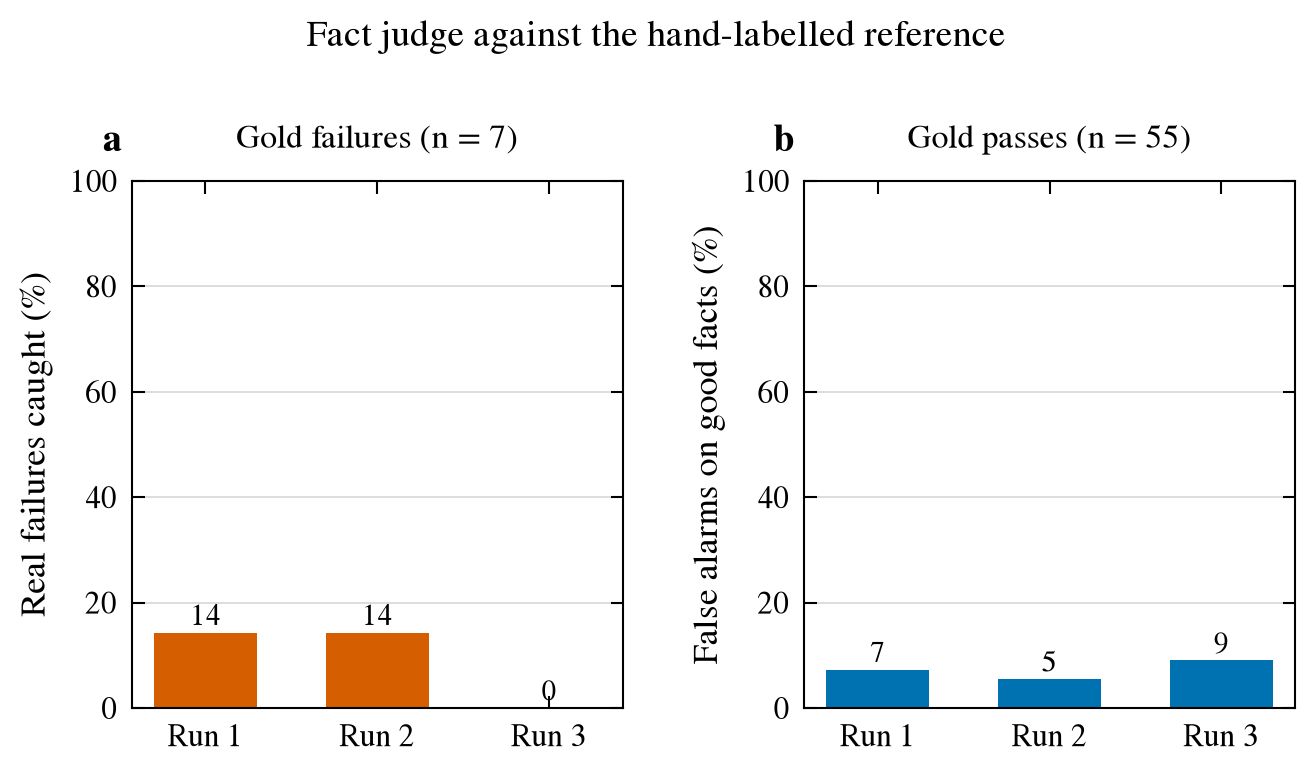 Fact judge against the hand-labelled reference
a
Gold failures (n = 7)
Real failures caught (%)
100
80
60
40
20
0
14
14
0
Run 1
Run 2
Run 3
b
Gold passes (n = 55)
False alarms on good facts (%)
100
80
60
40
20
0
7
5
9
Run 1
Run 2
Run 3